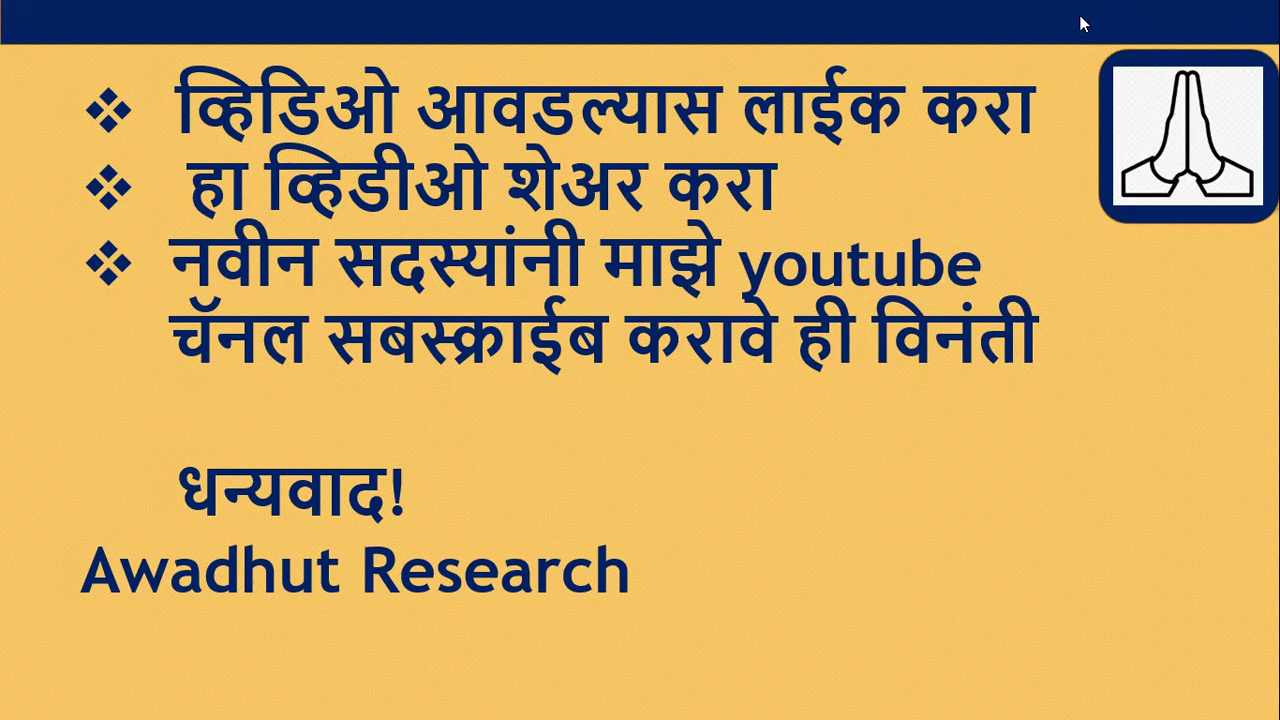 ❖ व्हिडिओ आवडल्यास लाईक करा
❖ हा व्हिडीओ शेअर करा
❖ नवीन सदस्यांनी माझे youtube
चॅनल सबस्क्राईब करावे ही विनंती
धन्यवाद!
Awadhut Research